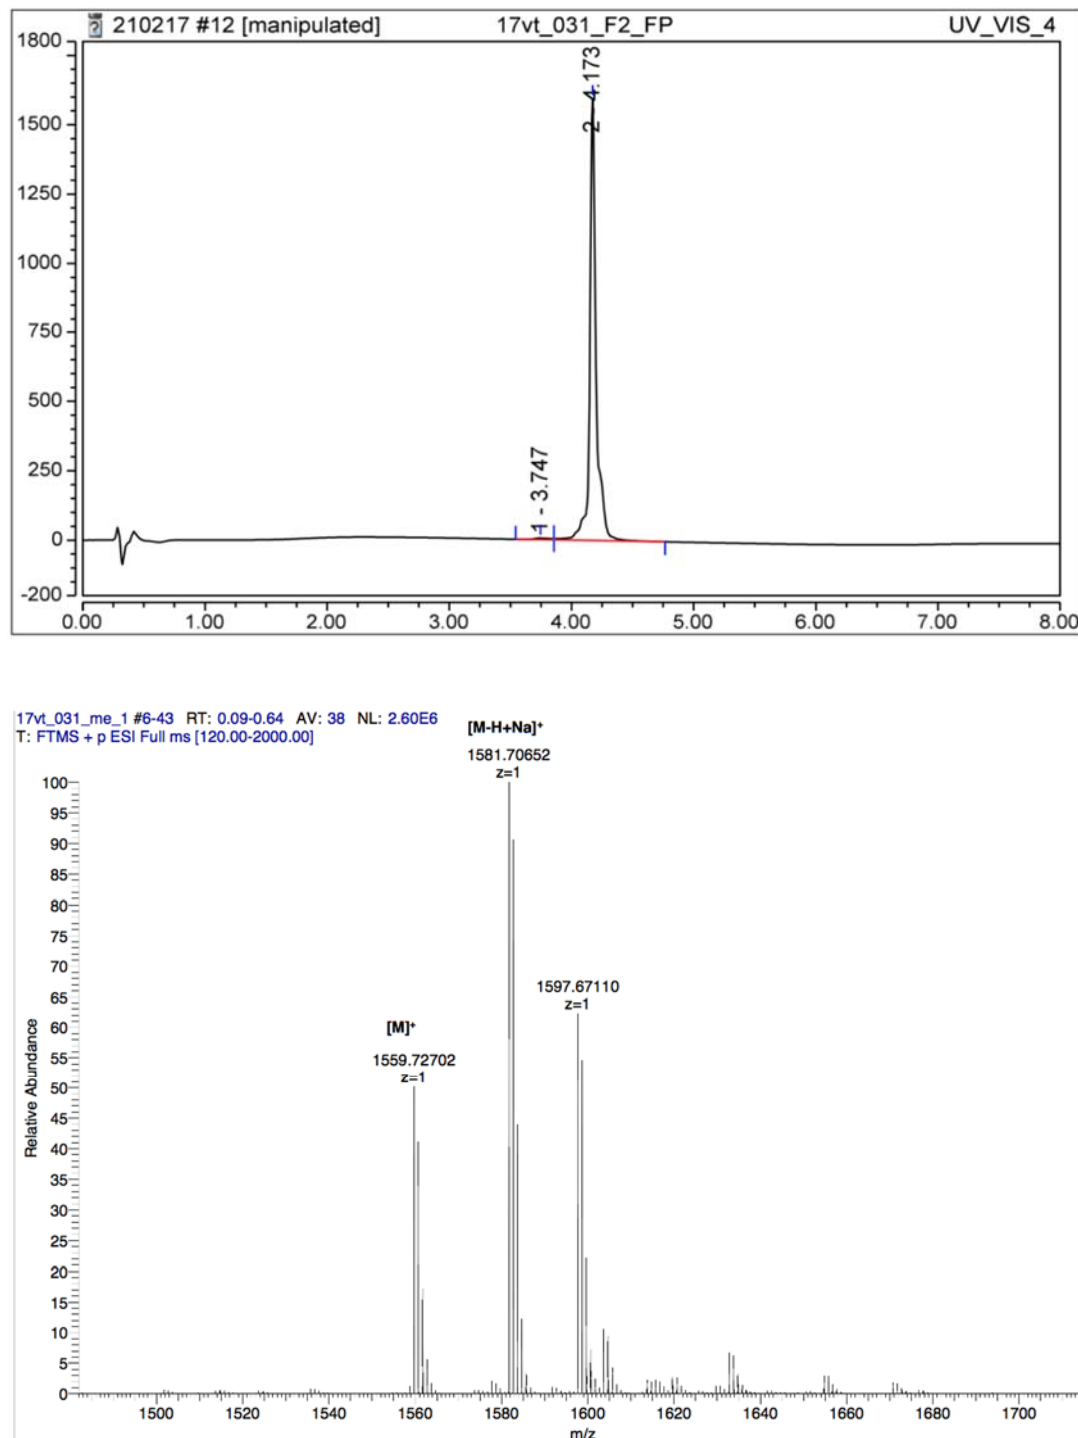 210217 #12 [manipulated] 17vt_031_F2_FP UV_VIS_4
1800
1500
1250
1000
750
500
250
0
-200
1 - 3.747
2 - 4.173
0.00 1.00 2.00 3.00 4.00 5.00 6.00 7.00 8.00
17vt_031_me_1 #6-43 RT: 0.09-0.64 AV: 38 NL: 2.60E6
T: FTMS + p ESI Full ms [120.00-2000.00]
[M-H+Na]⁺
1581.70652
z=1
1597.67110
z=1
[M]⁺
1559.72702
z=1
Relative Abundance
100
95
90
85
80
75
70
65
60
55
50
45
40
35
30
25
20
15
10
5
0
1500 1520 1540 1560 1580 1600 1620 1640 1660 1680 1700
m/z